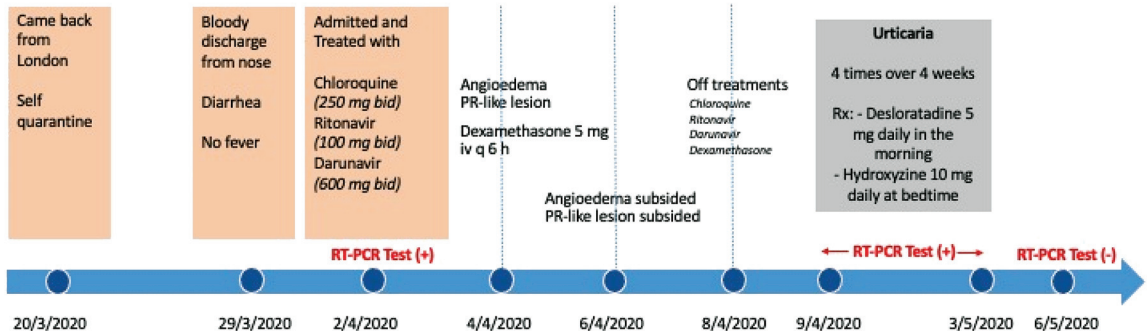 Came back
from
London
Self
quarantine
Bloody
discharge
from nose
Diarrhea
No fever
Admitted and
Treated with
Chloroquine
(250 mg bid)
Ritonavir
(100 mg bid)
Darunavir
(600 mg bid)
Angioedema
PR-like lesion
Dexamethasone 5 mg
iv q 6 h
Angioedema subsided
PR-like lesion subsided
Off treatments
Chloroquine
Ritonavir
Darunavir
Dexamethasone
Urticaria
4 times over 4 weeks
Rx: - Desloratadine 5
mg daily in the
morning
- Hydroxyzine 10 mg
daily at bedtime
RT-PCR Test (+)
RT-PCR Test (+)
RT-PCR Test (-)
20/3/2020
29/3/2020
2/4/2020
4/4/2020
6/4/2020
8/4/2020
9/4/2020
3/5/2020
6/5/2020